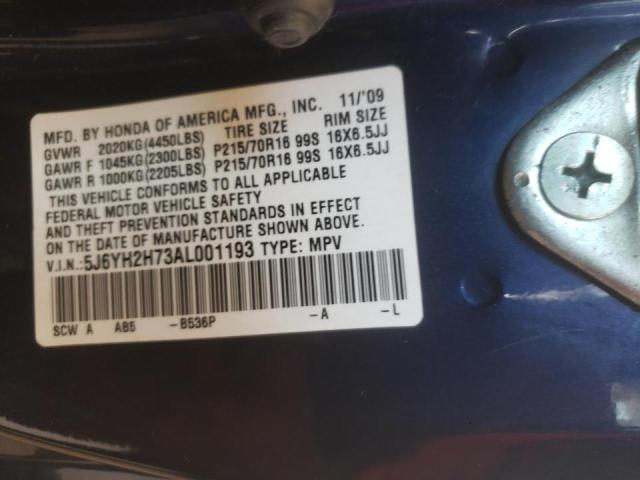 MFD. BY HONDA OF AMERICA MFG., INC. 11/'09
GVWR 2020KG(4450LBS) TIRE SIZE RIM SIZE
GAWR F 1045KG(2300LBS) P215/70R16 99S 16X6.5JJ
GAWR R 1000KG(2205LBS) P215/70R16 99S 16X6.5JJ
THIS VEHICLE CONFORMS TO ALL APPLICABLE
FEDERAL MOTOR VEHICLE SAFETY
AND THEFT PREVENTION STANDARDS IN EFFECT
ON THE DATE OF MANUFACTURE SHOWN ABOVE.
V.I.N.:5J6YH2H73AL001193 TYPE: MPV
SCW A AB5 -B536P -A -L